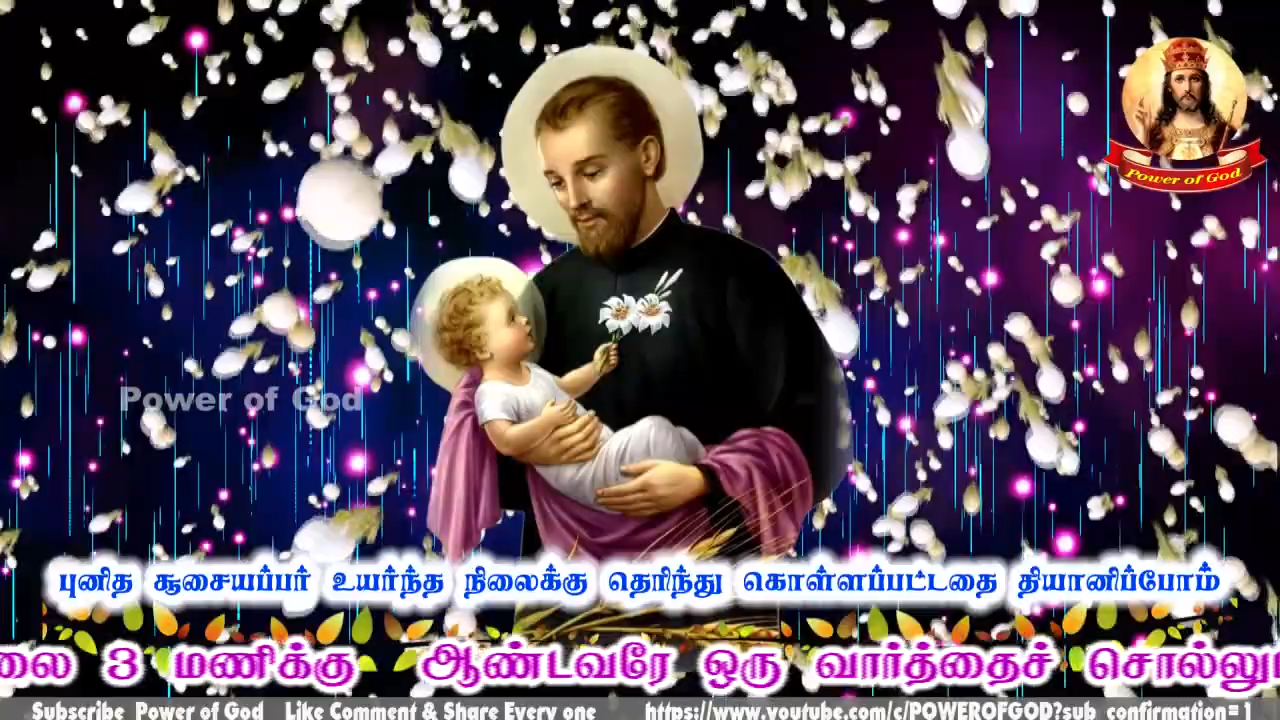 Power of God
Power of God
புனித சூசையப்பர் உயர்ந்த நிலைக்கு தெரிந்து கொள்ளப்பட்டதை தியானிப்போம்
லை 3 மணிக்கு ஆண்டவரே ஒரு வார்த்தைச் சொல்லு
Subscribe Power of God Like Comment & Share Every one https://www.youtube.com/c/POWEROFGOD?sub_confirmation=1